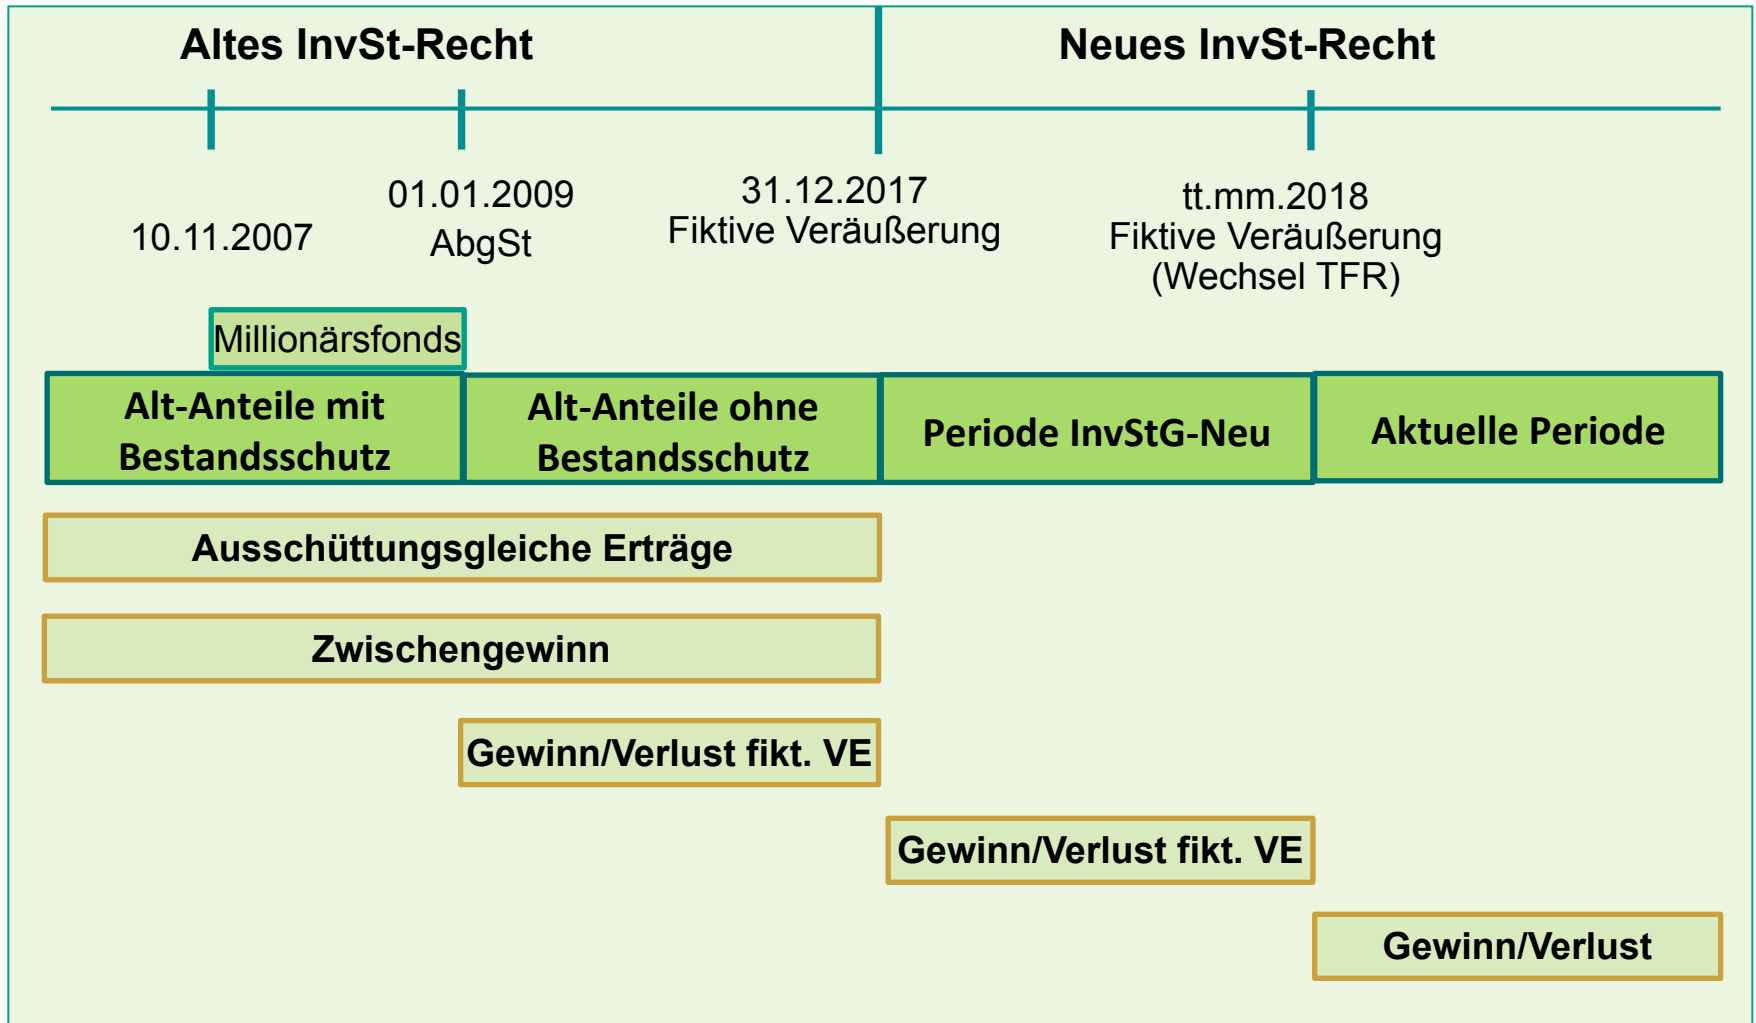 Altes InvSt-Recht
Neues InvSt-Recht
10.11.2007
01.01.2009
AbgSt
31.12.2017
Fiktive Veräußerung
tt.mm.2018
Fiktive Veräußerung
(Wechsel TFR)
Millionärsfonds
Alt-Anteile mit
Bestandsschutz
Alt-Anteile ohne
Bestandsschutz
Periode InvStG-Neu
Aktuelle Periode
Ausschüttungsgleiche Erträge
Zwischengewinn
Gewinn/Verlust fikt. VE
Gewinn/Verlust fikt. VE
Gewinn/Verlust